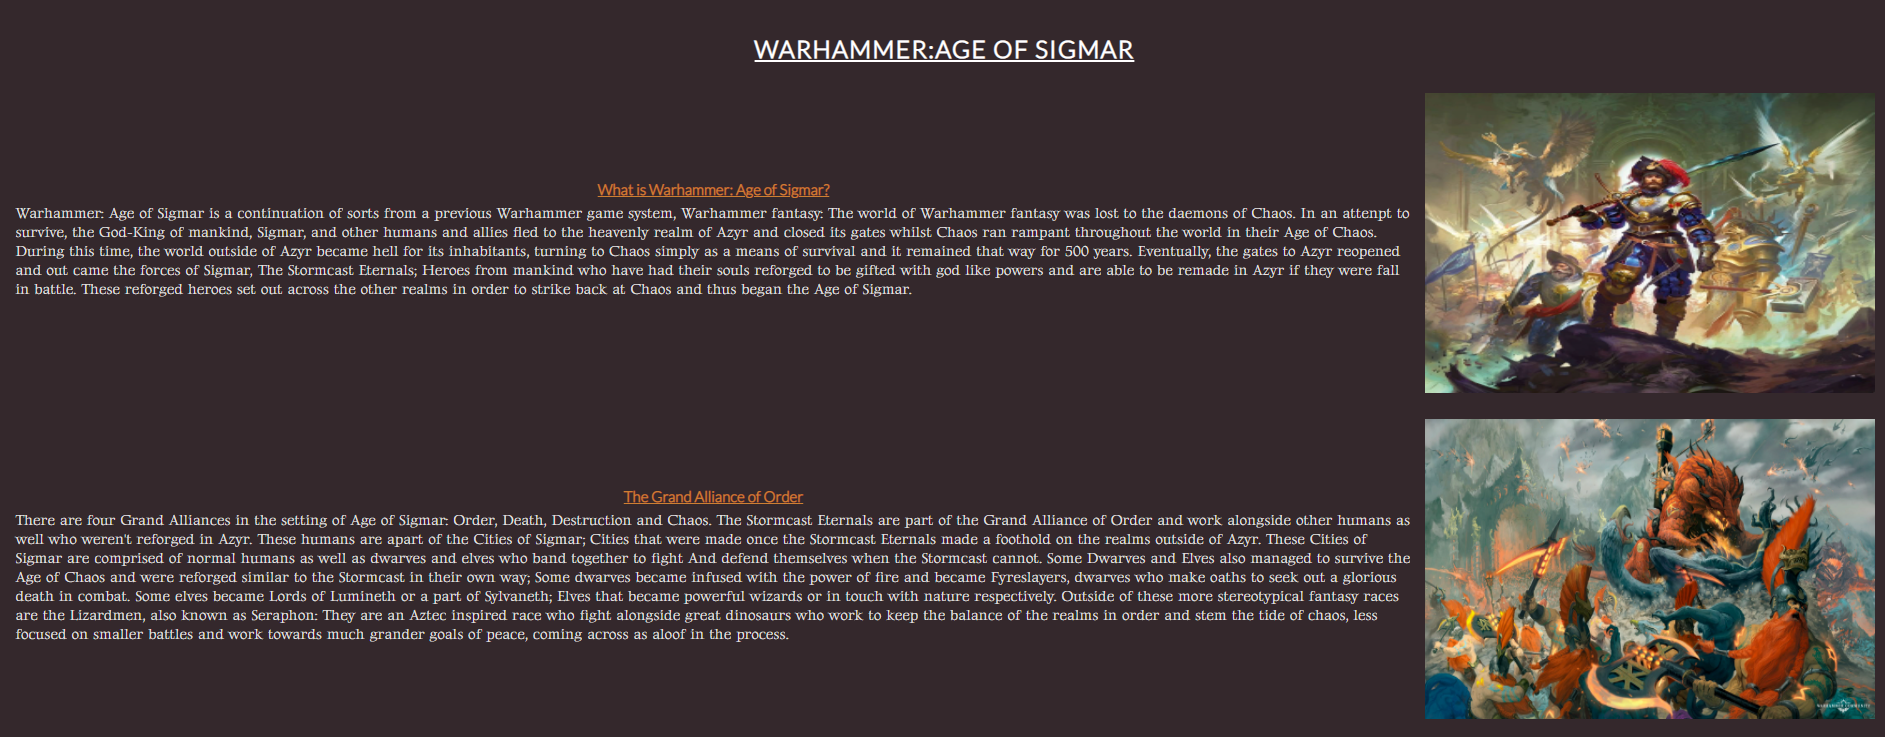 WARHAMMER:AGE OF SIGMAR
What is Warhammer: Age of Sigmar?
Warhammer: Age of Sigmar is a continuation of sorts from a previous Warhammer game system, Warhammer fantasy: The world of Warhammer fantasy was lost to the daemons of Chaos. In an attenpt to
survive, the God-King of mankind, Sigmar, and other humans and allies fled to the heavenly realm of Azyr and closed its gates whilst Chaos ran rampant throughout the world in their Age of Chaos.
During this time, the world outside of Azyr became hell for its inhabitants, turning to Chaos simply as a means of survival and it remained that way for 500 years. Eventually, the gates to Azyr reopened
and out came the forces of Sigmar, The Stormcast Eternals; Heroes from mankind who have had their souls reforged to be gifted with god like powers and are able to be remade in Azyr if they were fall
in battle. These reforged heroes set out across the other realms in order to strike back at Chaos and thus began the Age of Sigmar.
The Grand Alliance of Order
There are four Grand Alliances in the setting of Age of Sigmar: Order, Death, Destruction and Chaos. The Stormcast Eternals are part of the Grand Alliance of Order and work alongside other humans as
well who weren't reforged in Azyr. These humans are apart of the Cities of Sigmar; Cities that were made once the Stormcast Eternals made a foothold on the realms outside of Azyr. These Cities of
Sigmar are comprised of normal humans as well as dwarves and elves who band together to fight And defend themselves when the Stormcast cannot. Some Dwarves and Elves also managed to survive the
Age of Chaos and were reforged similar to the Stormcast in their own way; Some dwarves became infused with the power of fire and became Fyreslayers, dwarves who make oaths to seek out a glorious
death in combat. Some elves became Lords of Lumineth or a part of Sylvaneth; Elves that became powerful wizards or in touch with nature respectively. Outside of these more stereotypical fantasy races
are the Lizardmen, also known as Seraphon: They are an Aztec inspired race who fight alongside great dinosaurs who work to keep the balance of the realms in order and stem the tide of chaos, less
focused on smaller battles and work towards much grander goals of peace, coming across as aloof in the process.
WARHAMMER COMMUNITY